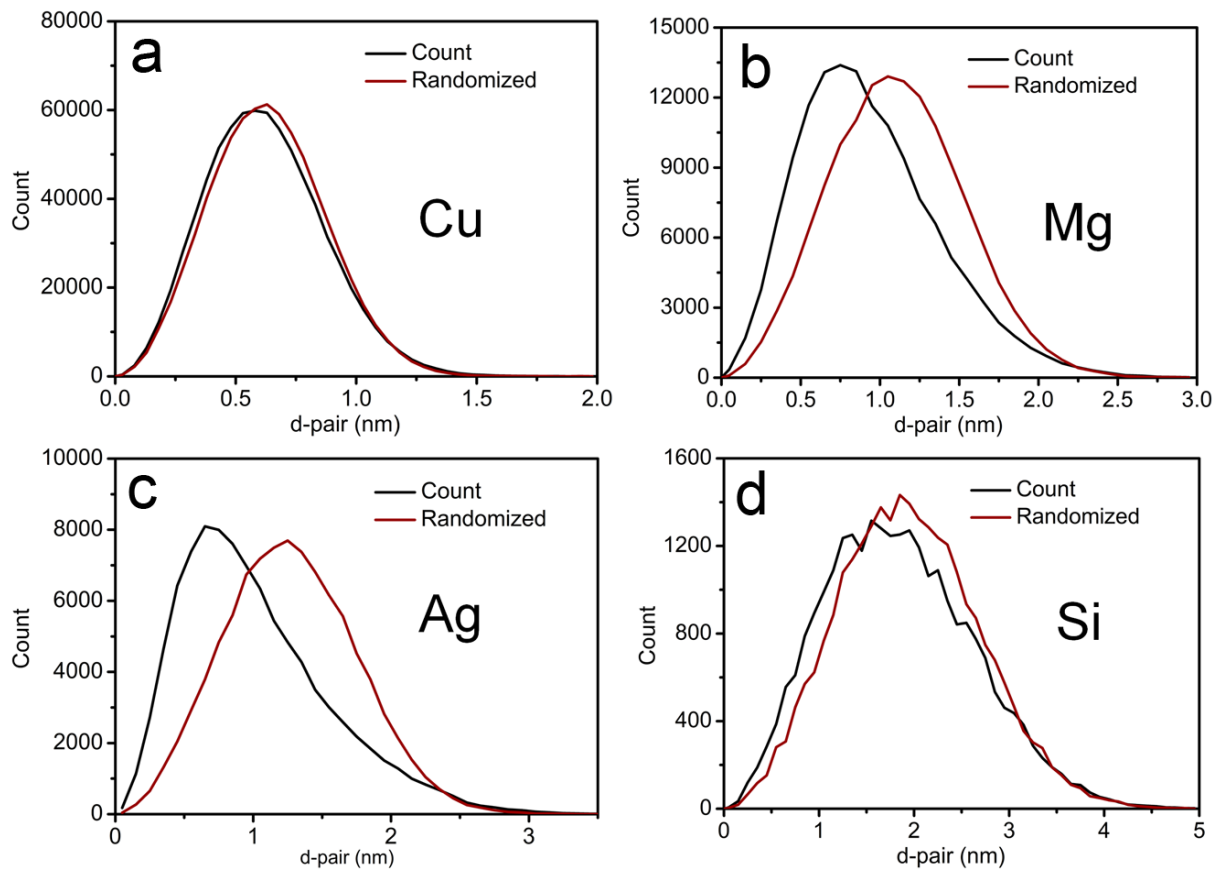 a
80000
60000
40000
20000
0
Count
Count
Randomized
Cu
0.0 0.5 1.0 1.5 2.0
d-pair (nm)
b
15000
12000
9000
6000
3000
0
Count
Count
Randomized
Mg
0.0 0.5 1.0 1.5 2.0 2.5 3.0
d-pair (nm)
c
10000
8000
6000
4000
2000
0
Count
Count
Randomized
Ag
0 1 2 3
d-pair (nm)
d
1600
1200
800
400
0
Count
Count
Randomized
Si
0 1 2 3 4 5
d-pair (nm)